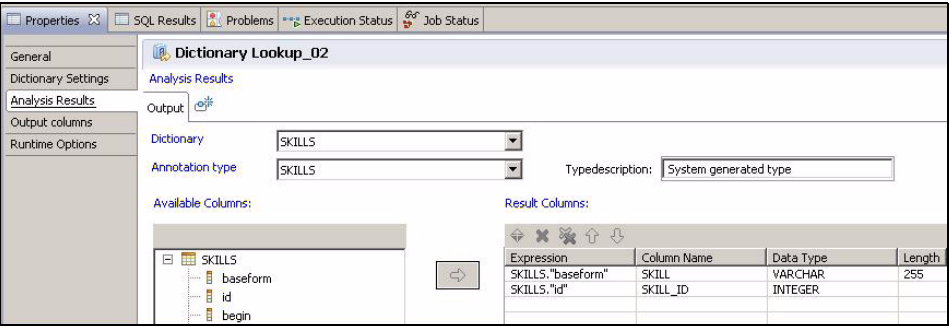 Properties SQL Results Problems Execution Status Job Status
General
Dictionary Settings
Analysis Results
Output columns
Runtime Options
Dictionary Lookup_02
Analysis Results
Output
Dictionary SKILLS
Annotation type SKILLS Typedescription: System generated type
Available Columns:
SKILLS
baseform
id
begin
Result Columns:
Expression Column Name Data Type Length
SKILLS."baseform" SKILL VARCHAR 255
SKILLS."id" SKILL_ID INTEGER